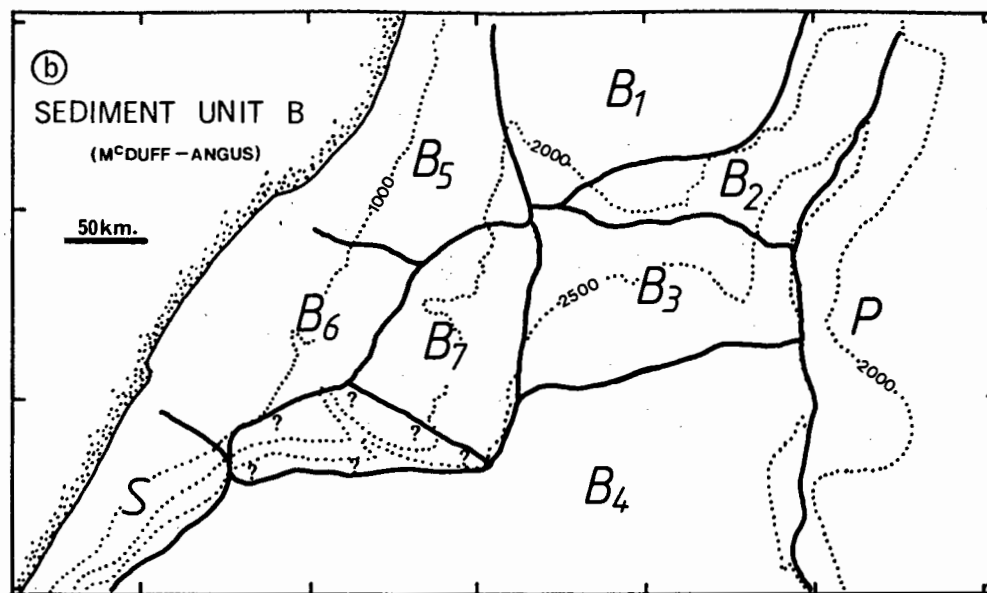 b
SEDIMENT UNIT B
(McDUFF-ANGUS)
50km.
B1
2000
B5
1000
B2
B3
2500
B6
B7
P
2000
?
?
?
?
?
?
S
B4